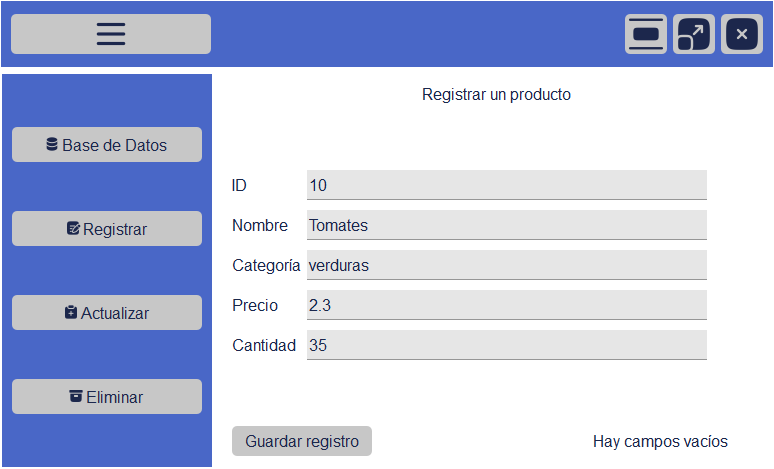 Registrar un producto
Base de Datos
Registrar
Actualizar
Eliminar
ID 10
Nombre Tomates
Categoría verduras
Precio 2.3
Cantidad 35
Guardar registro
Hay campos vacíos